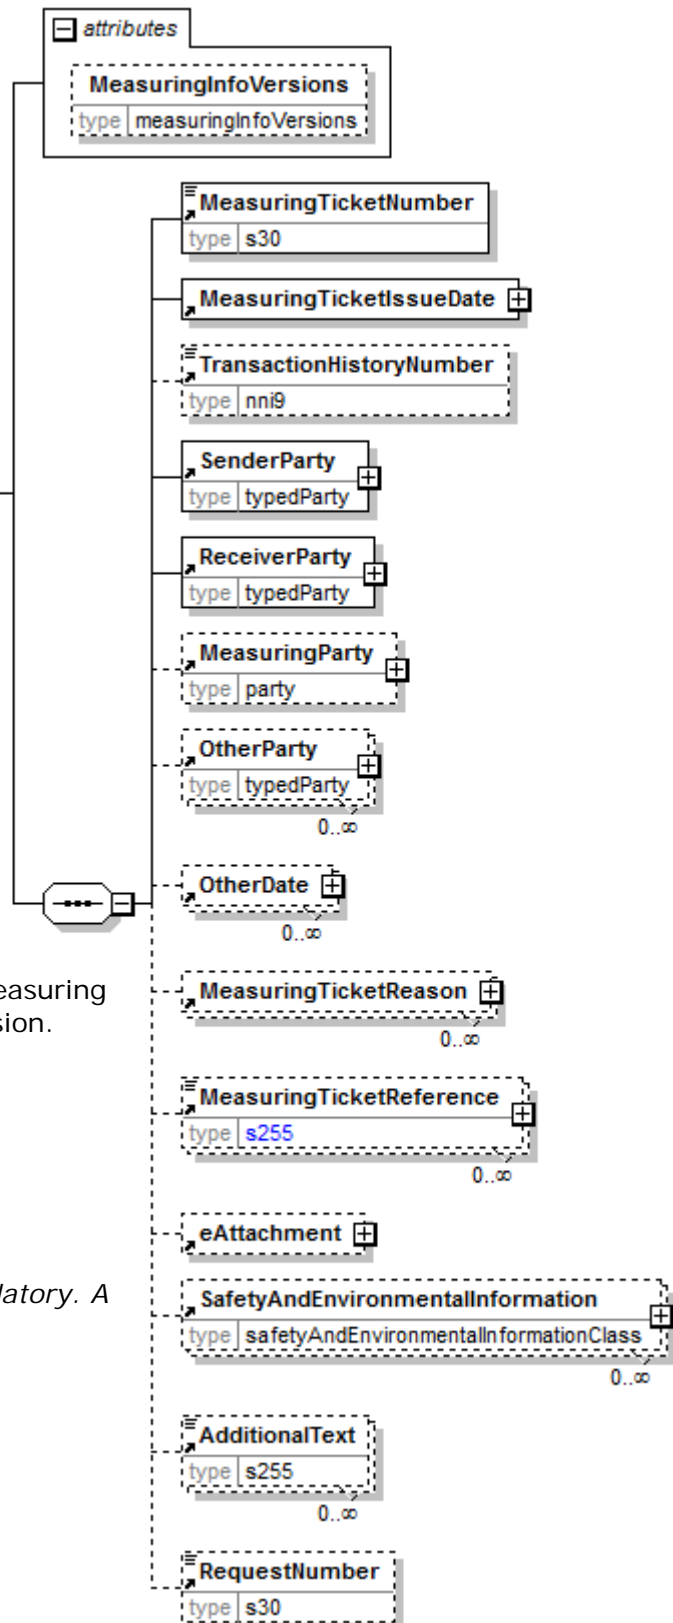 attributes
MeasuringInfoVersions
type measuringInfoVersions
MeasuringTicketNumber
type s30
MeasuringTicketIssueDate
TransactionHistoryNumber
type nni9
SenderParty
type typedParty
ReceiverParty
type typedParty
MeasuringParty
type party
OtherParty
type typedParty
0..∞
OtherDate
0..∞
easuring
sion.
MeasuringTicketReason
0..∞
MeasuringTicketReference
type s255
0..∞
eAttachment
latory. A
SafetyAndEnvironmentalInformation
type safetyAndEnvironmentalInformationClass
0..∞
AdditionalText
type s255
0..∞
RequestNumber
type s30